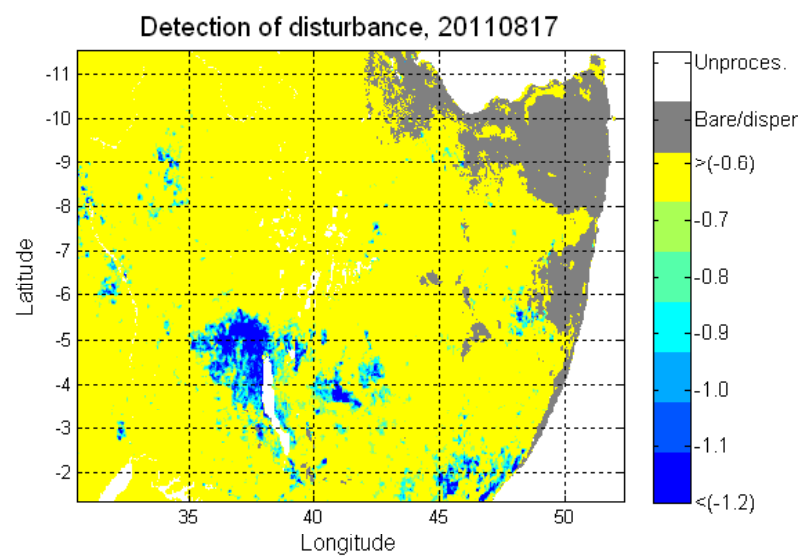 Detection of disturbance, 20110817
-11
-10
-9
-8
-7
-6
-5
-4
-3
-2
Latitude
35 40 45 50
Longitude
Unproces.
Bare/disper
>(-0.6)
-0.7
-0.8
-0.9
-1.0
-1.1
<(-1.2)